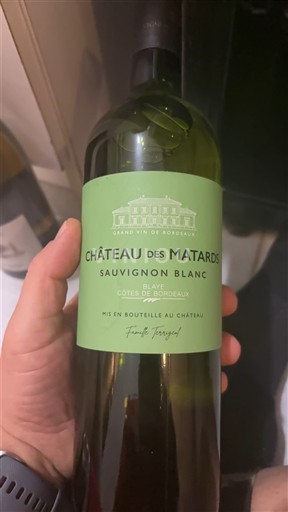 GRAND VIN DE BORDEAUX
CHÂTEAU DES MATARDS
SAUVIGNON BLANC
BLAYE
CÔTES DE BORDEAUX
MIS EN BOUTEILLE AU CHÂTEAU
Famille Terrigeol